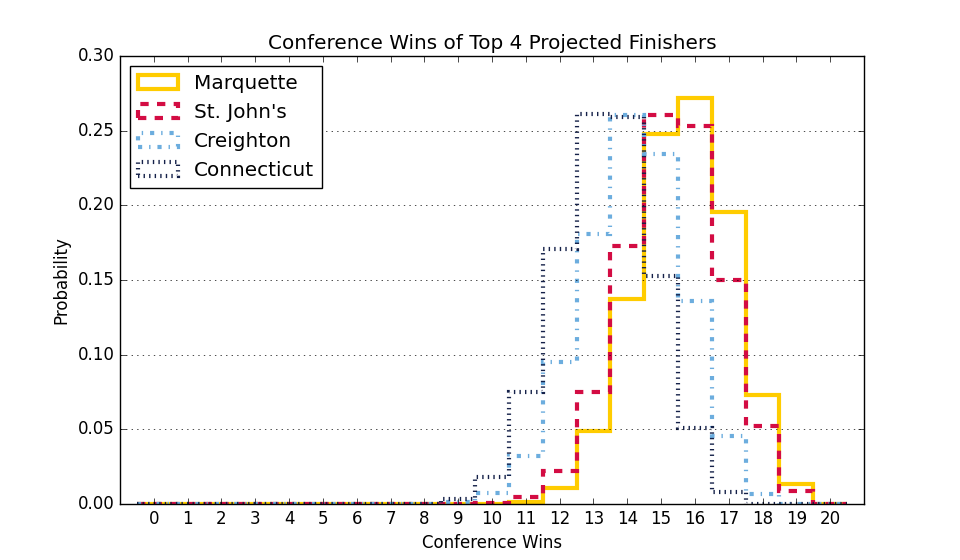 Conference Wins of Top 4 Projected Finishers
0.30
0.25
0.20
0.15
0.10
0.05
0.00
Probability
Marquette
St. John's
Creighton
Connecticut
0 1 2 3 4 5 6 7 8 9 10 11 12 13 14 15 16 17 18 19 20
Conference Wins